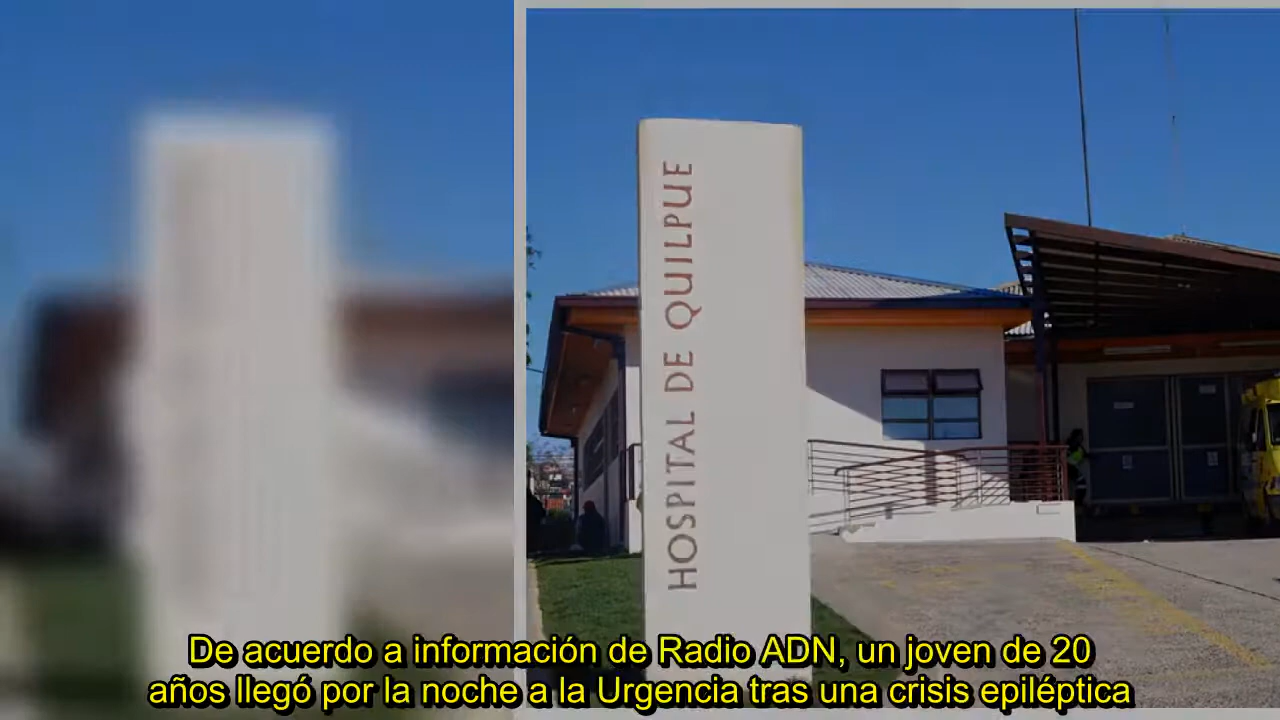 HOSPITAL DE QUILPUE
De acuerdo a información de Radio ADN, un joven de 20
años llegó por la noche a la Urgencia tras una crisis epiléptica